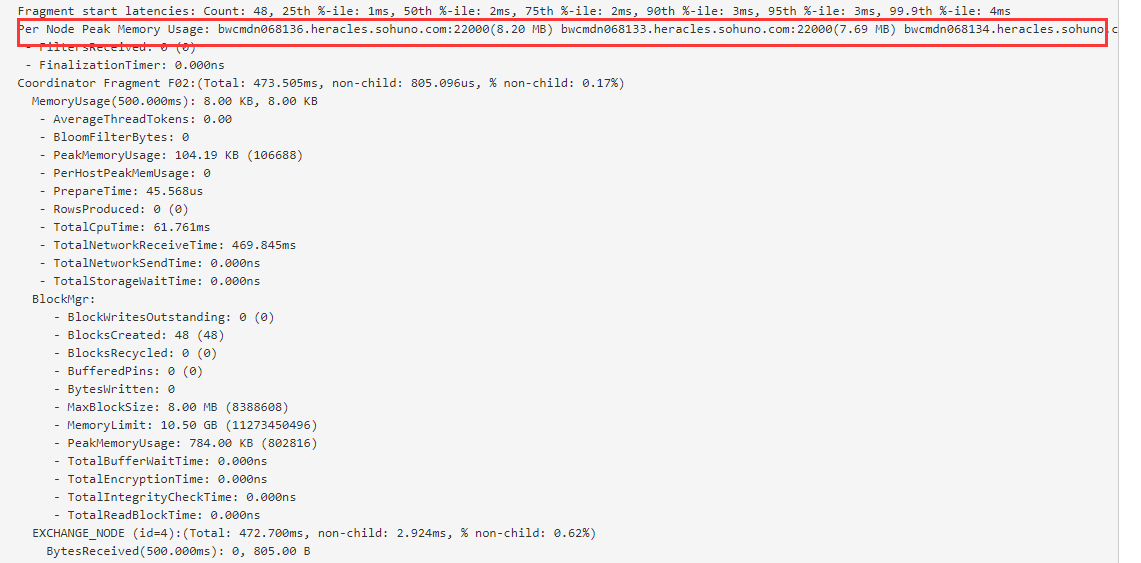 Fragment start latencies: Count: 48, 25th %-ile: 1ms, 50th %-ile: 2ms, 75th %-ile: 2ms, 90th %-ile: 3ms, 95th %-ile: 3ms, 99.9th %-ile: 4ms
Per Node Peak Memory Usage: bwcmdn068136.heracles.sohuno.com:22000(8.20 MB) bwcmdn068133.heracles.sohuno.com:22000(7.69 MB) bwcmdn068134.heracles.sohuno.c
- FiltersReceived: 0 (0)
- FinalizationTimer: 0.000ns
Coordinator Fragment F02:(Total: 473.505ms, non-child: 805.096us, % non-child: 0.17%)
MemoryUsage(500.000ms): 8.00 KB, 8.00 KB
- AverageThreadTokens: 0.00
- BloomFilterBytes: 0
- PeakMemoryUsage: 104.19 KB (106688)
- PerHostPeakMemUsage: 0
- PrepareTime: 45.568us
- RowsProduced: 0 (0)
- TotalCpuTime: 61.761ms
- TotalNetworkReceiveTime: 469.845ms
- TotalNetworkSendTime: 0.000ns
- TotalStorageWaitTime: 0.000ns
BlockMgr:
- BlockWritesOutstanding: 0 (0)
- BlocksCreated: 48 (48)
- BlocksRecycled: 0 (0)
- BufferedPins: 0 (0)
- BytesWritten: 0
- MaxBlockSize: 8.00 MB (8388608)
- MemoryLimit: 10.50 GB (11273450496)
- PeakMemoryUsage: 784.00 KB (802816)
- TotalBufferWaitTime: 0.000ns
- TotalEncryptionTime: 0.000ns
- TotalIntegrityCheckTime: 0.000ns
- TotalReadBlockTime: 0.000ns
EXCHANGE_NODE (id=4):(Total: 472.700ms, non-child: 2.924ms, % non-child: 0.62%)
BytesReceived(500.000ms): 0, 805.00 B